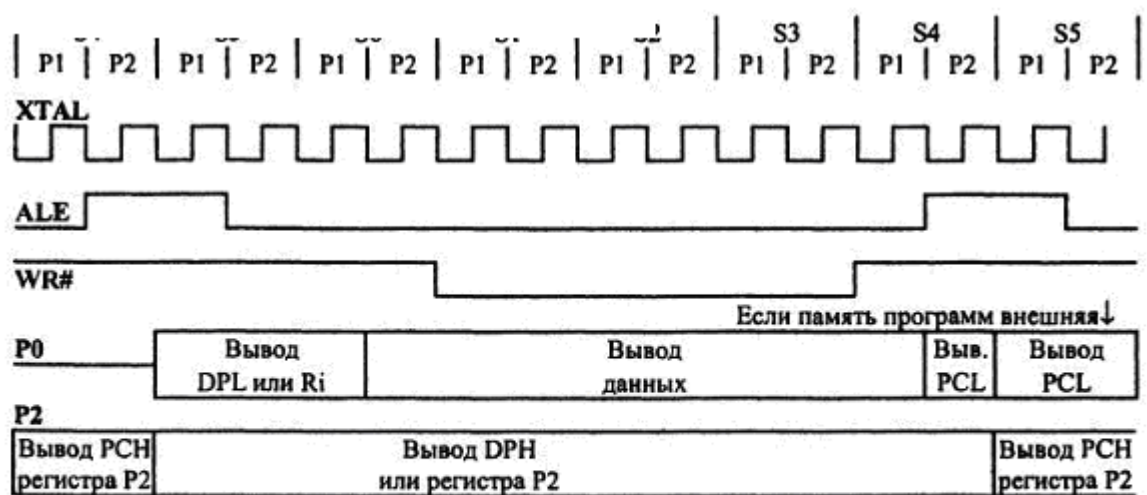 S3 S4 S5
P1 P2 P1 P2 P1 P2 P1 P2 P1 P2 P1 P2 P1 P2 P1 P2
XTAL
ALE
WR#
Если память программ внешняя↓
P0
Вывод
DPL или Ri
Вывод
данных
Выв.
PCL
Вывод
PCL
P2
Вывод PCH
регистра P2
Вывод DPH
или регистра P2
Вывод PCH
регистра P2